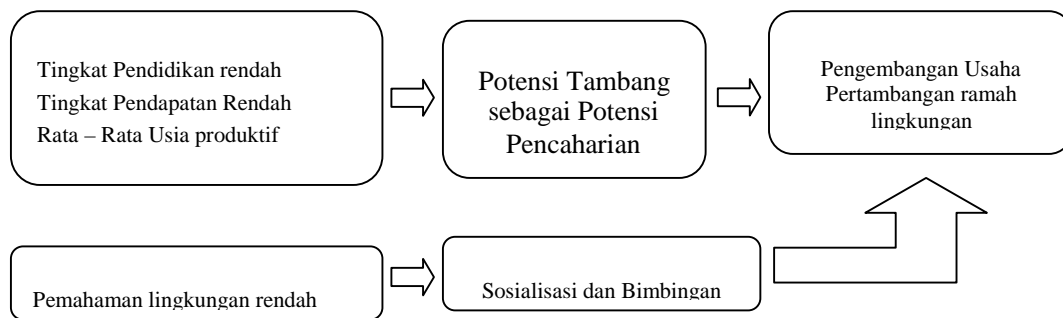 Tingkat Pendidikan rendah
Tingkat Pendapatan Rendah
Rata – Rata Usia produktif
Potensi Tambang
sebagai Potensi
Pencaharian
Pengembangan Usaha
Pertambangan ramah
lingkungan
Pemahaman lingkungan rendah
Sosialisasi dan Bimbingan